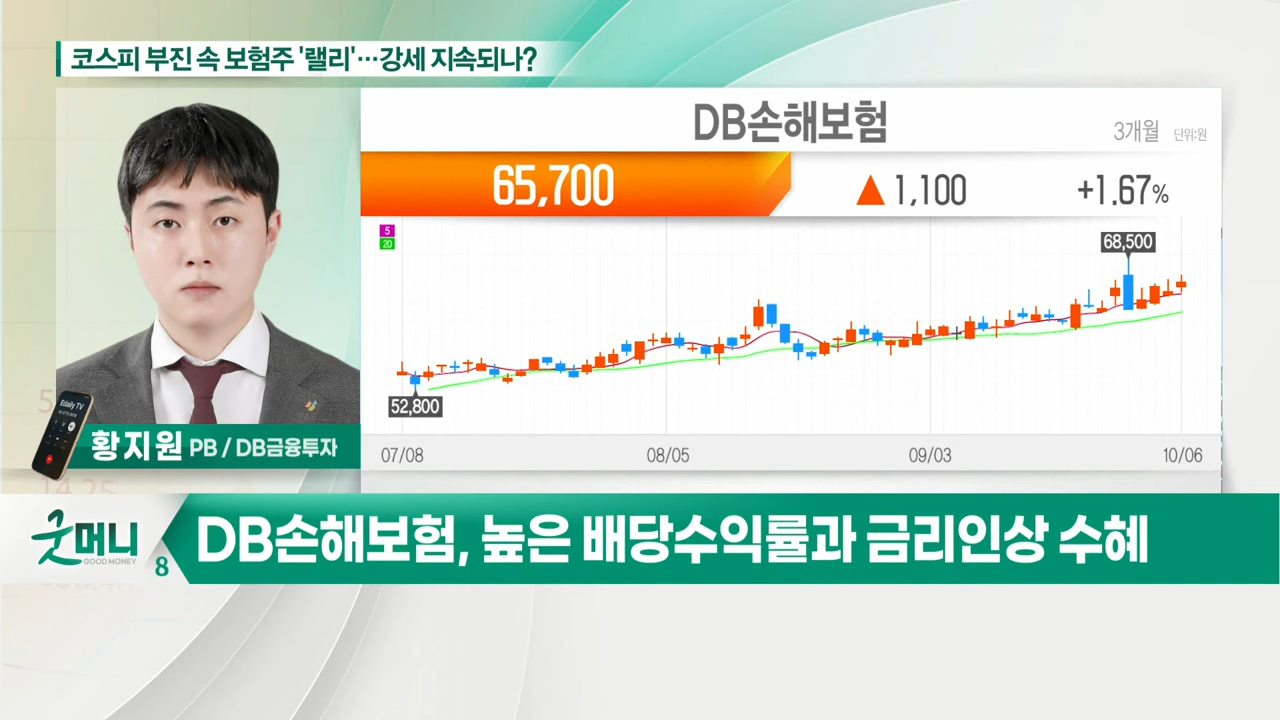 코스피 부진 속 보험주 '랠리'…강세 지속되나?
DB손해보험
3개월 단위:원
65,700 ▲ 1,100 +1.67%
5
20
68,500
52,800
07/08 08/05 09/03 10/06
Edaily TV
황지원 PB / DB금융투자
굿머니
GOOD MONEY
8
DB손해보험, 높은 배당수익률과 금리인상 수혜